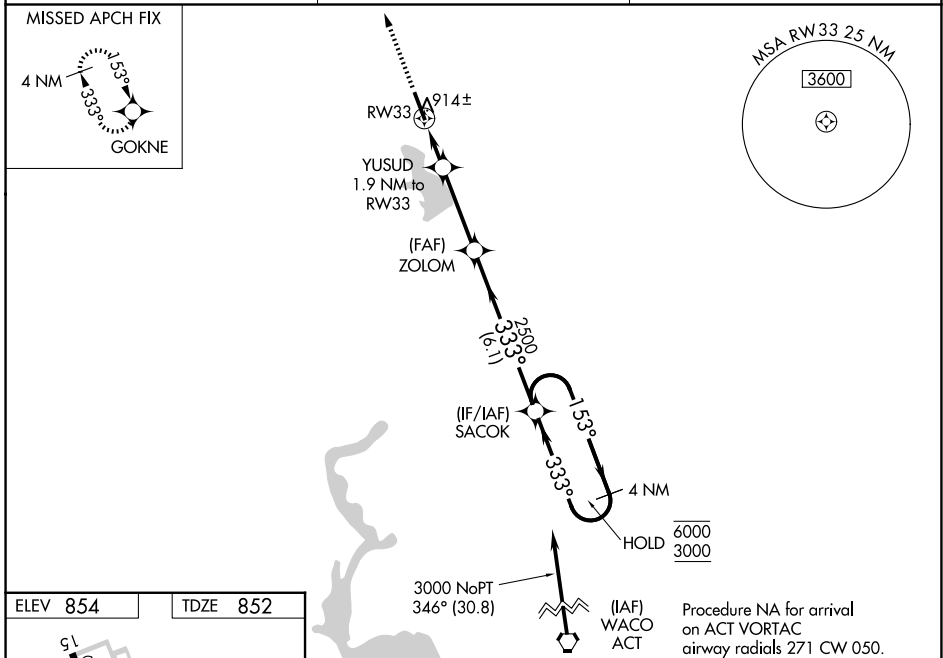 MISSED APCH FIX
4 NM
153°
333°
GOKNE
MSA RW33 25 NM
3600
RW33
914±
YUSUD
1.9 NM to
RW33
(FAF)
ZOLOM
2500
333°
(6.1)
(IF/IAF)
SACOK
153°
333°
4 NM
HOLD
6000
3000
3000 NoPT
346° (30.8)
(IAF)
WACO
ACT
Procedure NA for arrival
on ACT VORTAC
airway radials 271 CW 050.
ELEV 854
TDZE 852
15